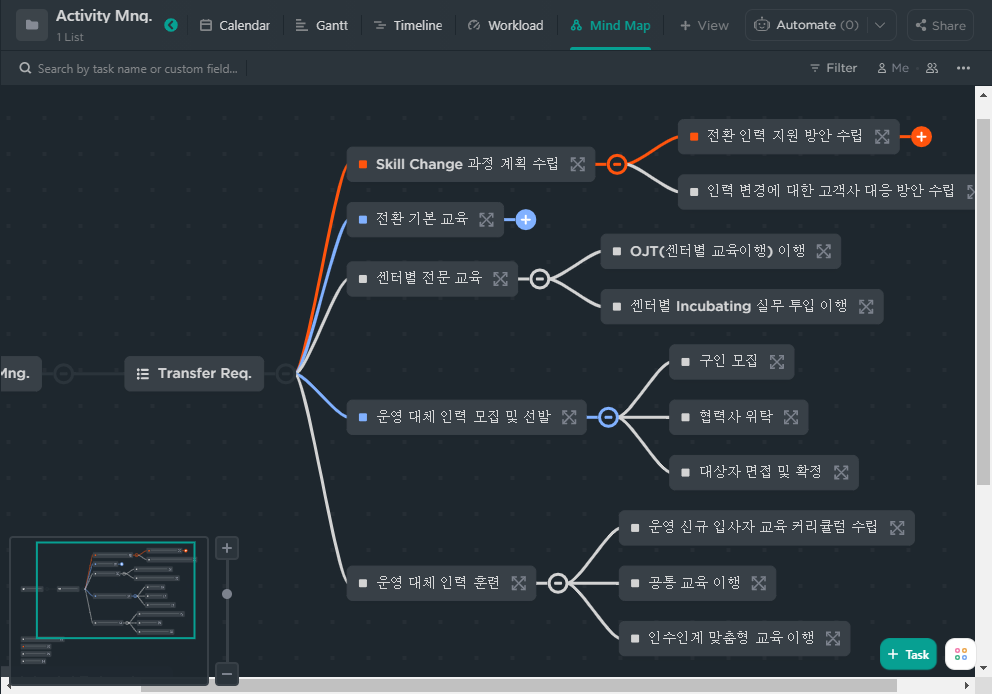 Activity Mng.
1 List
Calendar
Gantt
Timeline
Workload
Mind Map
+ View
Automate (0)
Share
Search by task name or custom field...
Filter
Me
전환 인력 지원 방안 수립
Skill Change 과정 계획 수립
인력 변경에 대한 고객사 대응 방안 수립
전환 기본 교육
OJT(센터별 교육이행) 이행
센터별 전문 교육
센터별 Incubating 실무 투입 이행
구인 모집
Mng.
Transfer Req.
운영 대체 인력 모집 및 선발
협력사 위탁
대상자 면접 및 확정
운영 신규 입사자 교육 커리큘럼 수립
운영 대체 인력 훈련
공통 교육 이행
인수인계 맞춤형 교육 이행
+ Task